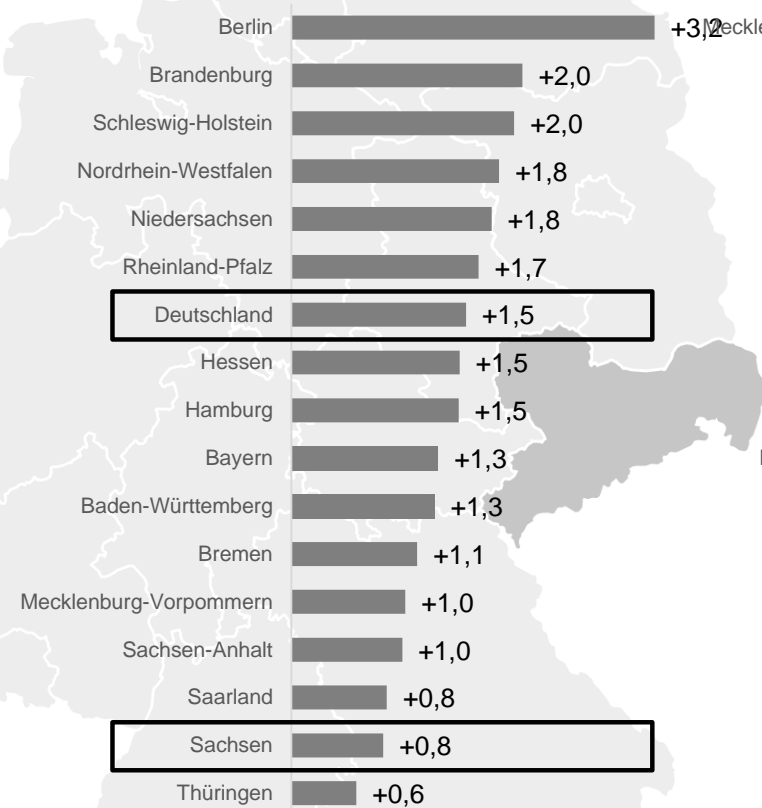 Berlin +3,2 Meckle
Brandenburg +2,0
Schleswig-Holstein +2,0
Nordrhein-Westfalen +1,8
Niedersachsen +1,8
Rheinland-Pfalz +1,7
Deutschland +1,5
Hessen +1,5
Hamburg +1,5
Bayern +1,3
Baden-Württemberg +1,3
Bremen +1,1
Mecklenburg-Vorpommern +1,0
Sachsen-Anhalt +1,0
Saarland +0,8
Sachsen +0,8
Thüringen +0,6